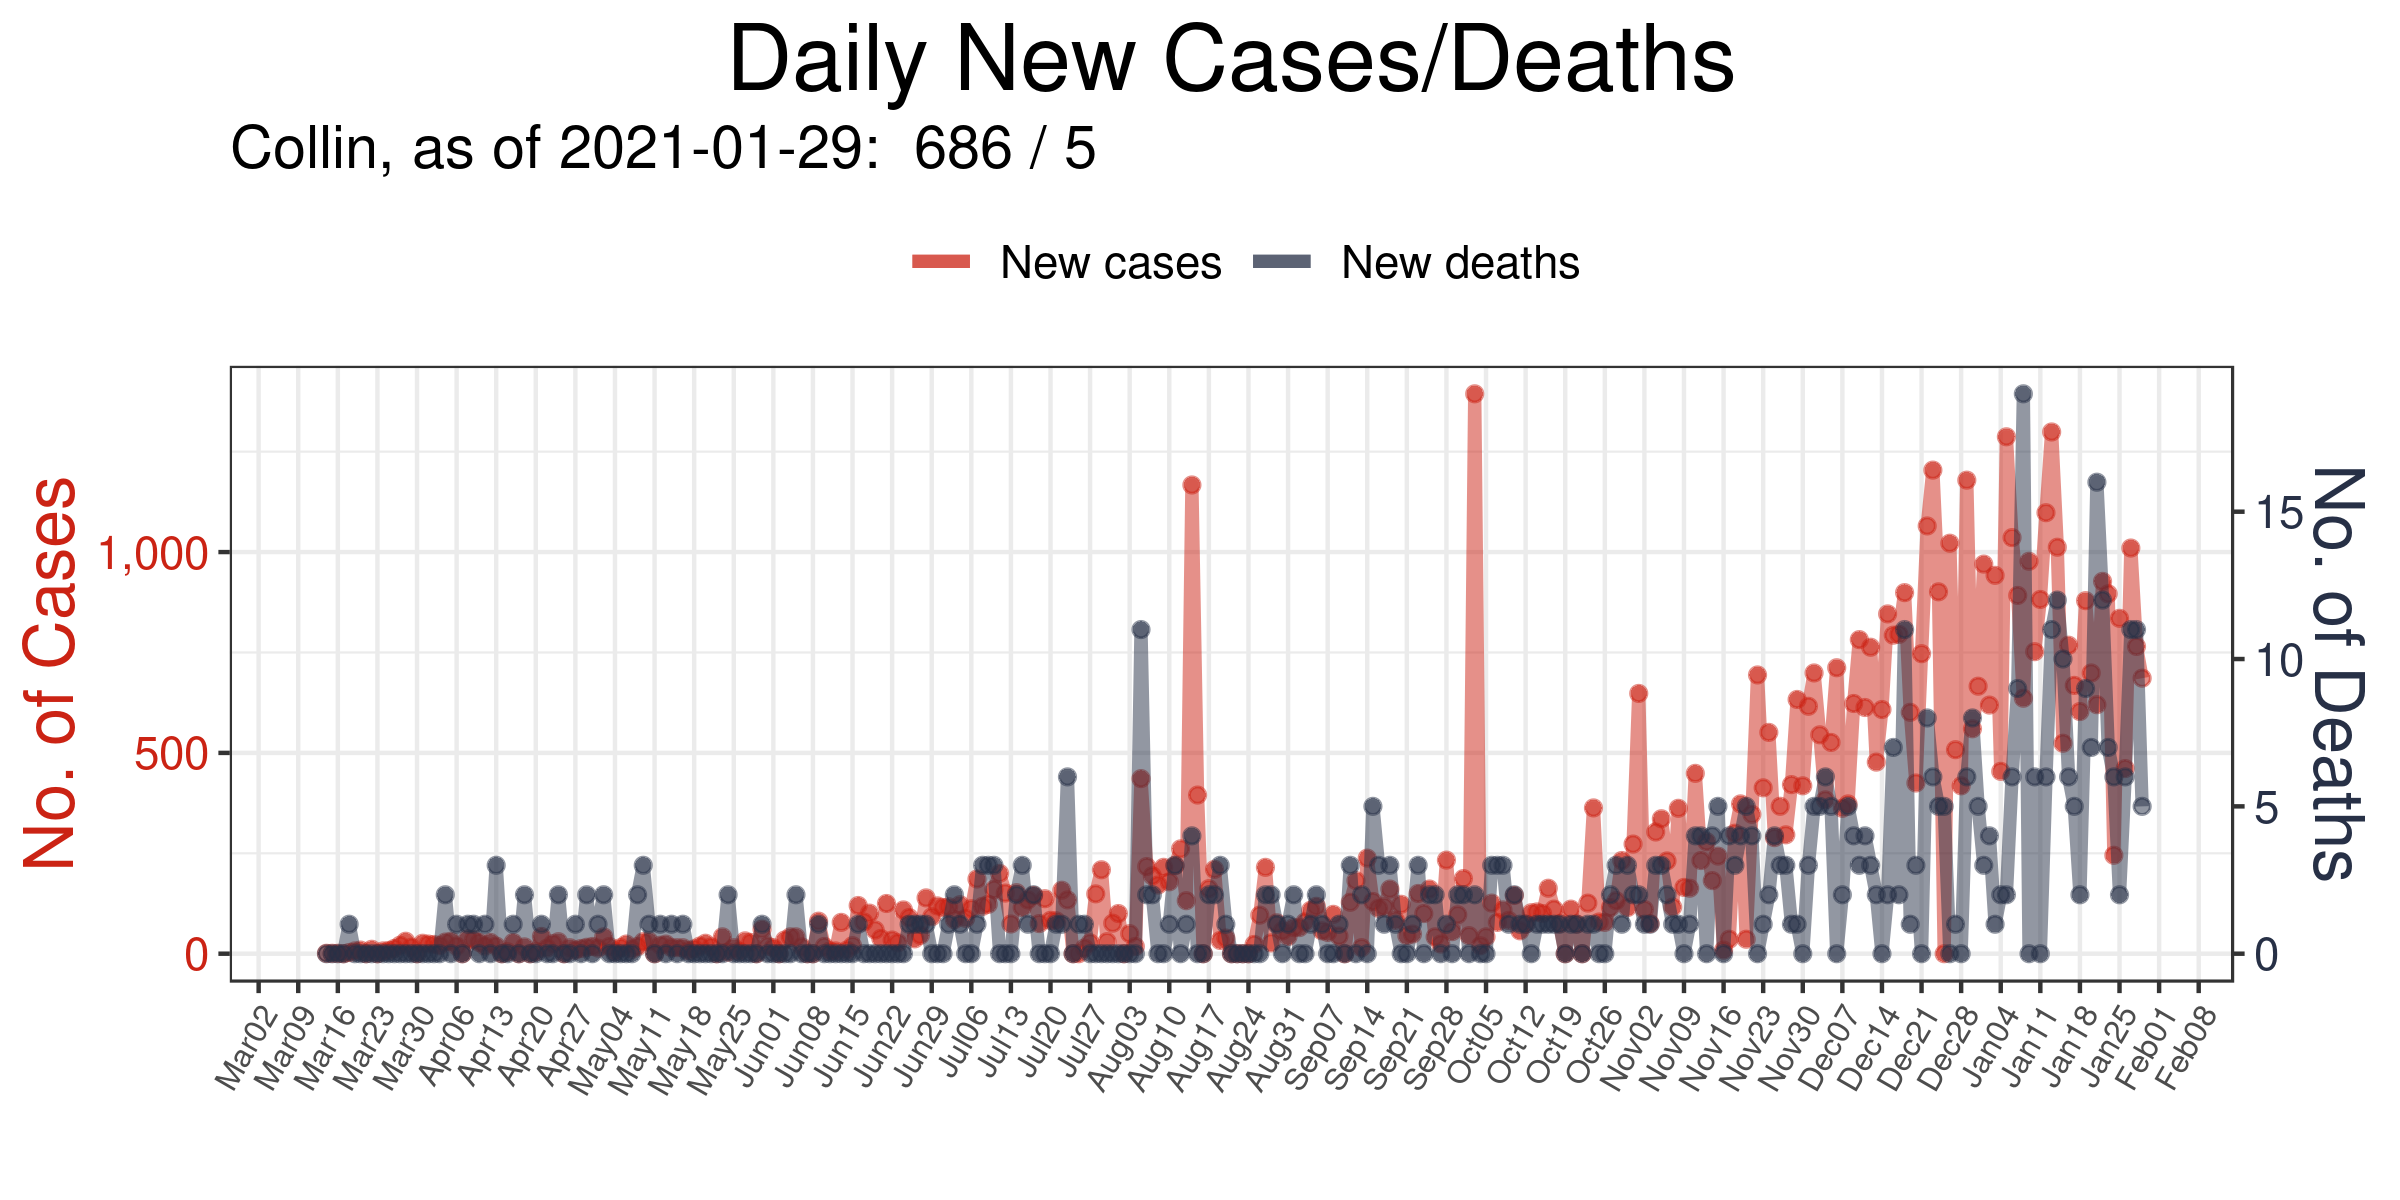 Daily New Cases/Deaths
Collin, as of 2021-01-29:  686 / 5
New cases
New deaths
No. of Cases
1,000
500
0
No. of Deaths
15
10
5
0
Mar02
Mar09
Mar16
Mar23
Mar30
Apr06
Apr13
Apr20
Apr27
May04
May11
May18
May25
Jun01
Jun08
Jun15
Jun22
Jun29
Jul06
Jul13
Jul20
Jul27
Aug03
Aug10
Aug17
Aug24
Aug31
Sep07
Sep14
Sep21
Sep28
Oct05
Oct12
Oct19
Oct26
Nov02
Nov09
Nov16
Nov23
Nov30
Dec07
Dec14
Dec21
Dec28
Jan04
Jan11
Jan18
Jan25
Feb01
Feb08